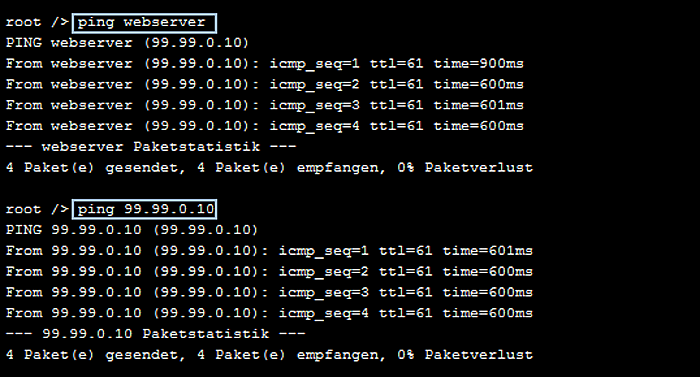 root /> ping webserver
PING webserver (99.99.0.10)
From webserver (99.99.0.10): icmp_seq=1 ttl=61 time=900ms
From webserver (99.99.0.10): icmp_seq=2 ttl=61 time=600ms
From webserver (99.99.0.10): icmp_seq=3 ttl=61 time=601ms
From webserver (99.99.0.10): icmp_seq=4 ttl=61 time=600ms
--- webserver Paketstatistik ---
4 Paket(e) gesendet, 4 Paket(e) empfangen, 0% Paketverlust
root /> ping 99.99.0.10
PING 99.99.0.10 (99.99.0.10)
From 99.99.0.10 (99.99.0.10): icmp_seq=1 ttl=61 time=601ms
From 99.99.0.10 (99.99.0.10): icmp_seq=2 ttl=61 time=600ms
From 99.99.0.10 (99.99.0.10): icmp_seq=3 ttl=61 time=600ms
From 99.99.0.10 (99.99.0.10): icmp_seq=4 ttl=61 time=600ms
--- 99.99.0.10 Paketstatistik ---
4 Paket(e) gesendet, 4 Paket(e) empfangen, 0% Paketverlust